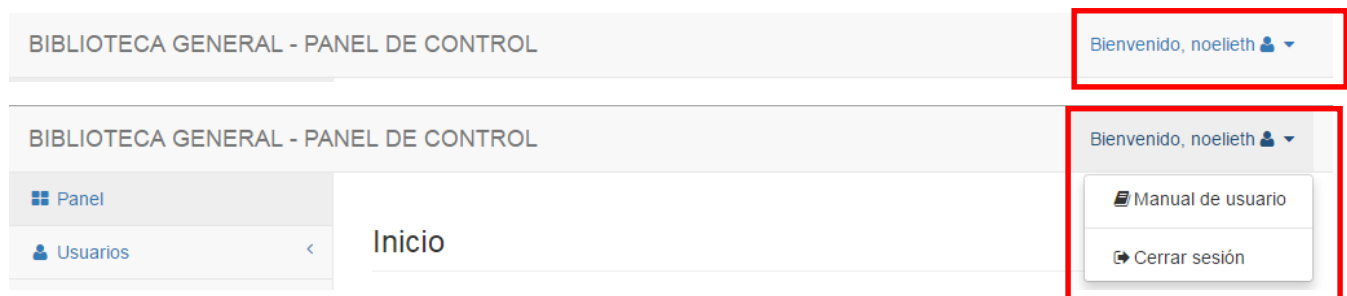 BIBLIOTECA GENERAL - PANEL DE CONTROL
Bienvenido, noelieth
BIBLIOTECA GENERAL - PANEL DE CONTROL
Bienvenido, noelieth
Panel
Manual de usuario
Usuarios
Inicio
Cerrar sesión